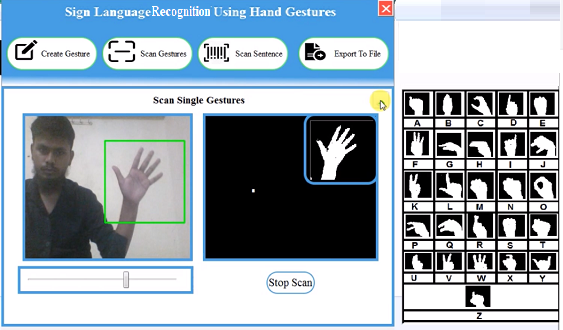 Sign LanguageRecognition Using Hand Gestures
Create Gesture
Scan Gestures
Scan Sentence
Export To File
Scan Single Gestures
Stop Scan
A B C D E
F G H I J
K L M N O
P Q R S T
U V W X Y
Z